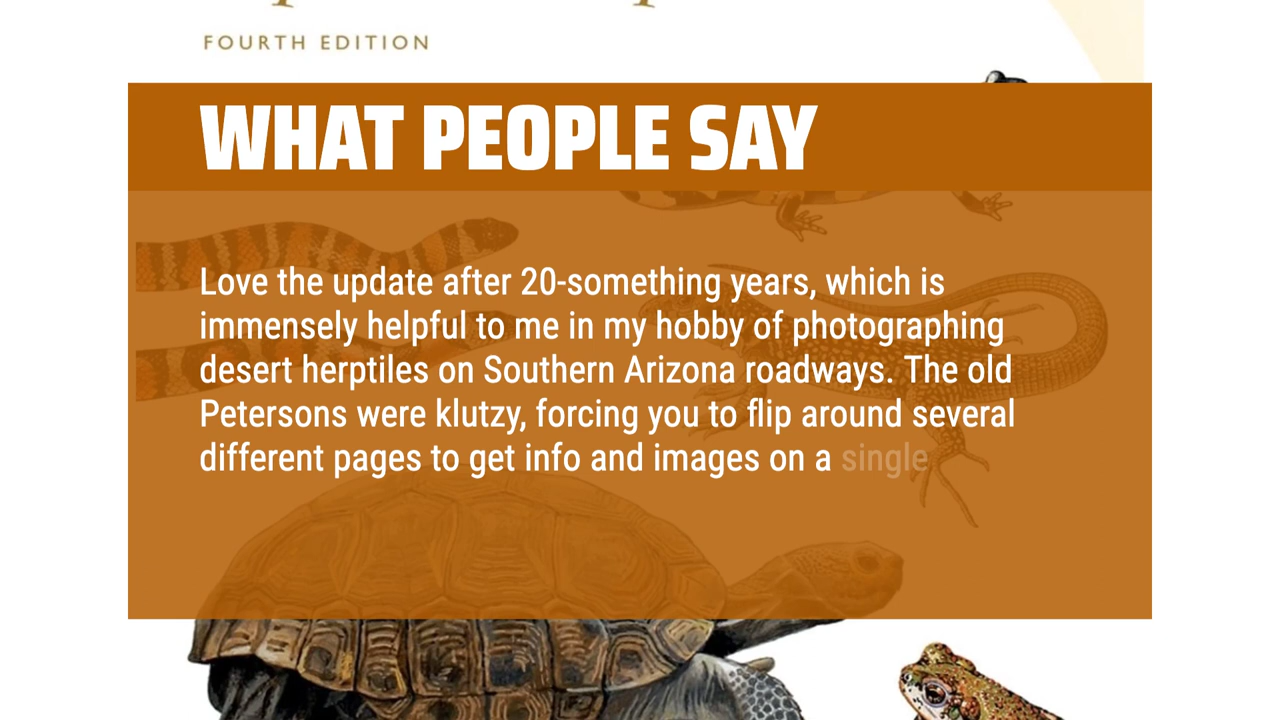 FOURTH EDITION
WHAT PEOPLE SAY
Love the update after 20-something years, which is
immensely helpful to me in my hobby of photographing
desert herptiles on Southern Arizona roadways. The old
Petersons were klutzy, forcing you to flip around several
different pages to get info and images on a single